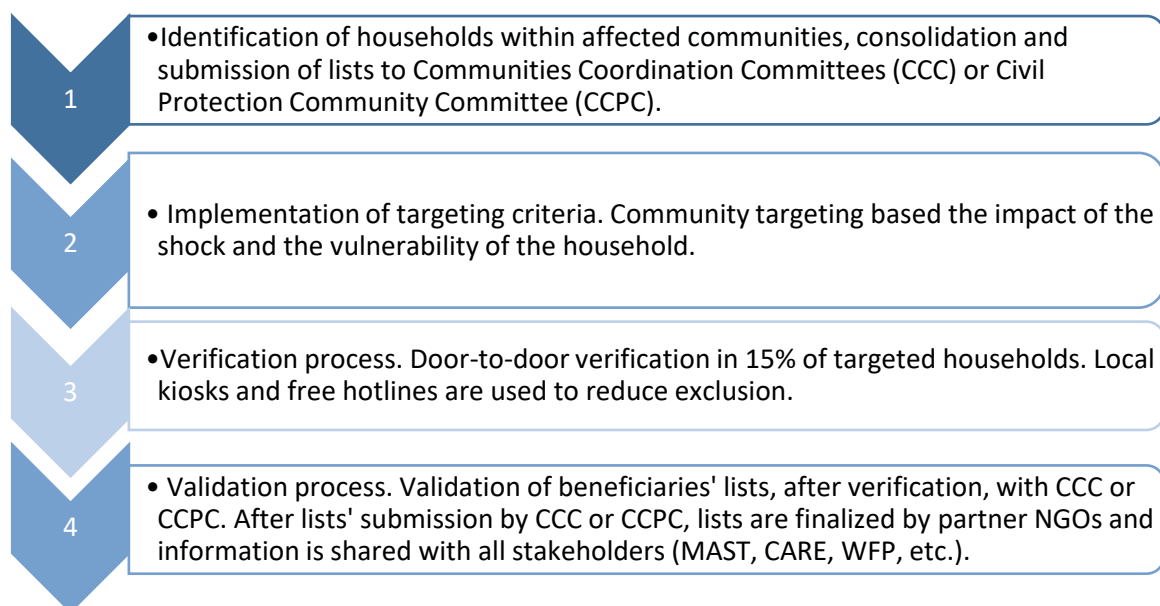 1
•Identification of households within affected communities, consolidation and
submission of lists to Communities Coordination Committees (CCC) or Civil
Protection Community Committee (CCPC).
2
• Implementation of targeting criteria. Community targeting based the impact of the
shock and the vulnerability of the household.
3
•Verification process. Door-to-door verification in 15% of targeted households. Local
kiosks and free hotlines are used to reduce exclusion.
4
• Validation process. Validation of beneficiaries' lists, after verification, with CCC or
CCPC. After lists' submission by CCC or CCPC, lists are finalized by partner NGOs and
information is shared with all stakeholders (MAST, CARE, WFP, etc.).